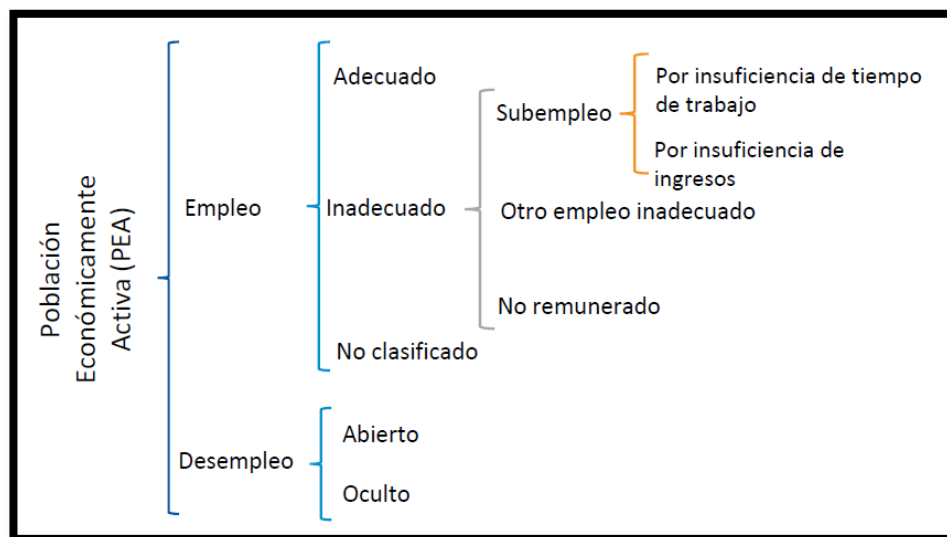 Población
Económicamente
Activa (PEA)
Empleo
Adecuado
Inadecuado
Subempleo
Por insuficiencia de tiempo
de trabajo
Por insuficiencia de
ingresos
Otro empleo inadecuado
No remunerado
No clasificado
Desempleo
Abierto
Oculto